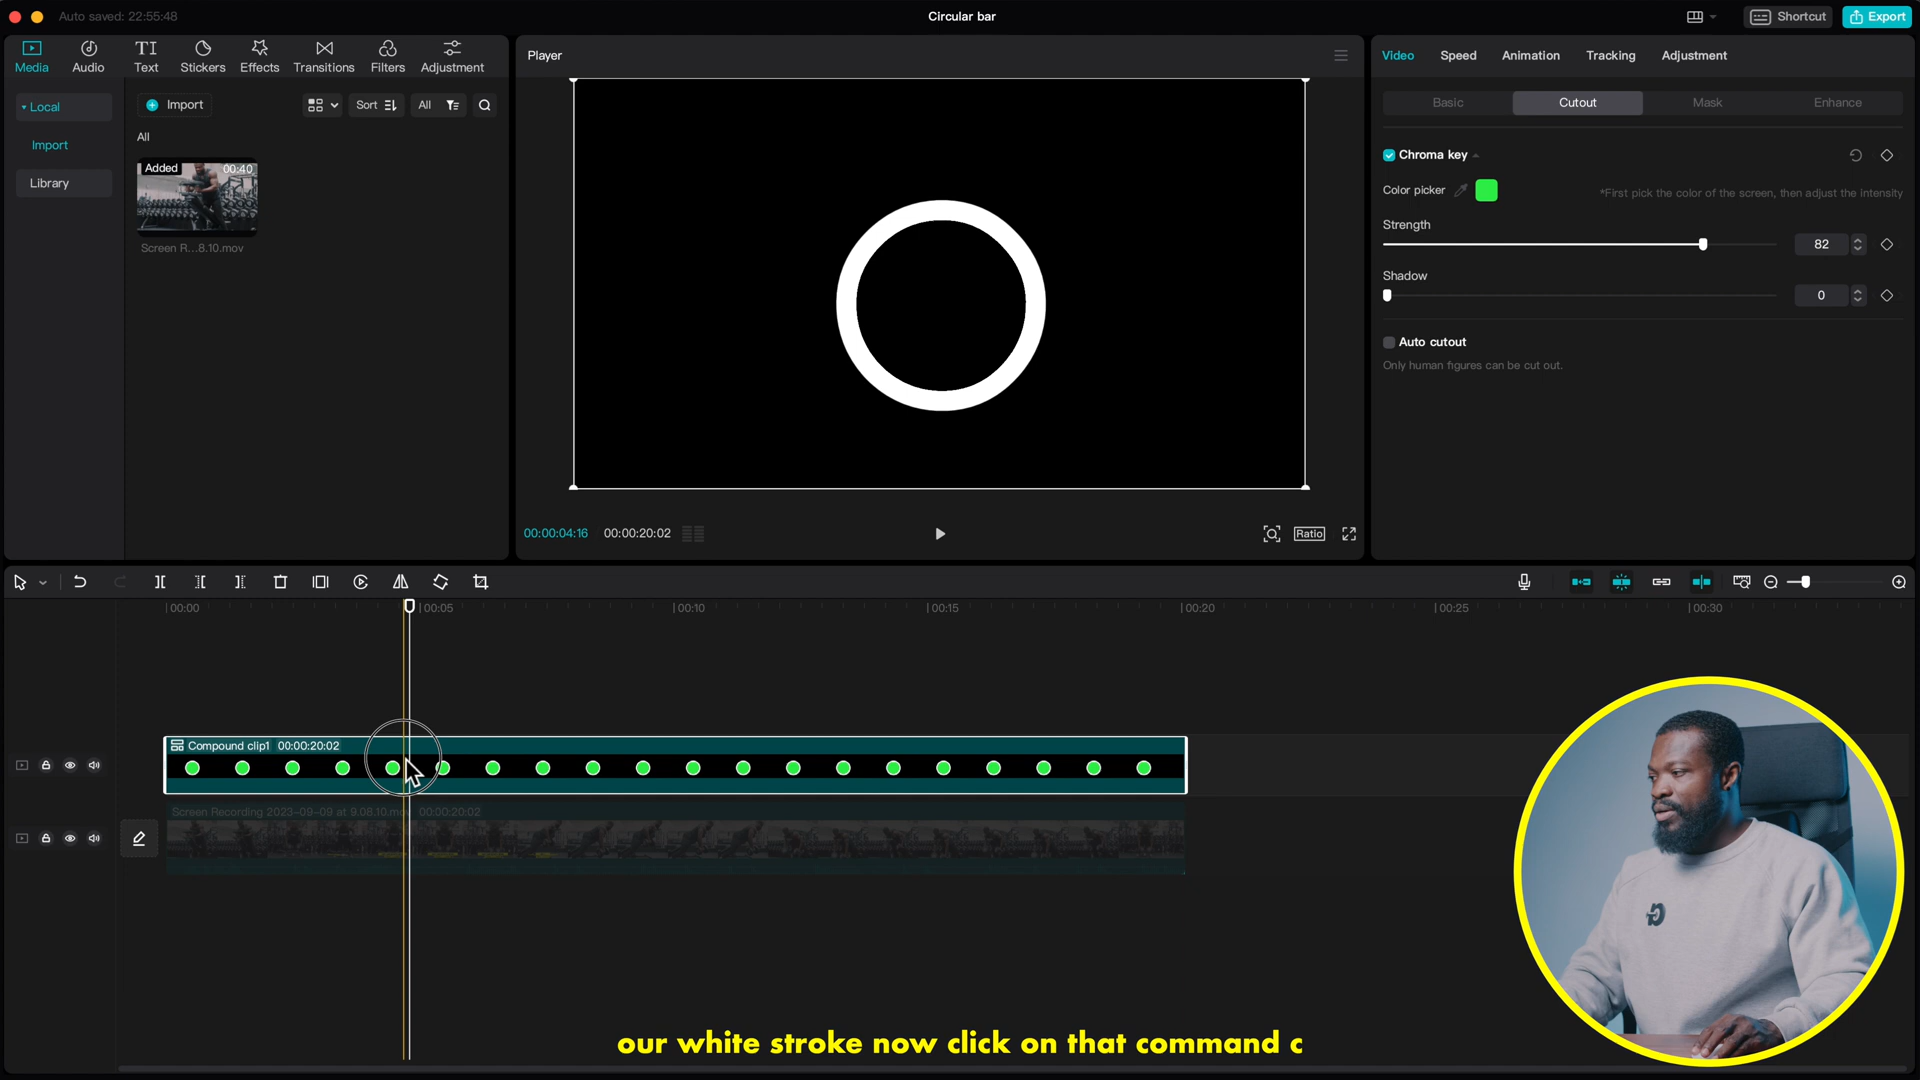 Auto saved: 22:55:48
Circular bar
Shortcut
Export
Media
Audio
TI
Text
Stickers
Effects
Transitions
Filters
Adjustment
Player
Video
Speed
Animation
Tracking
Adjustment
Local
Import
Library
Import
Sort
All
All
Added
00:40
Screen R...8.10.mov
Basic
Cutout
Mask
Enhance
Chroma key
Color picker
*First pick the color of the screen, then adjust the intensity
Strength
82
Shadow
0
Auto cutout
Only human figures can be cut out.
00:00:04:16
00:00:20:02
Ratio
00:00
00:05
00:10
00:15
00:20
00:25
00:30
Compound clip1 00:00:20:02
Screen Recording 2023-09-09 at 9.08.10.mov 00:00:20:02
our white stroke now click on that command c